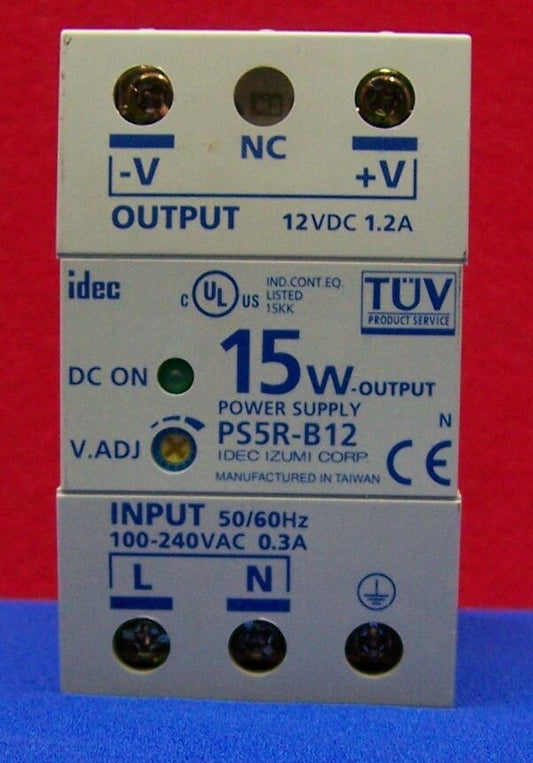 NC
-V +V
OUTPUT 12VDC 1.2A
idec
C UL US
IND.CONT.EQ.
LISTED
15KK
TÜV
PRODUCT SERVICE
DC ON
15W-OUTPUT
POWER SUPPLY
N
V.ADJ
PS5R-B12
IDEC IZUMI CORP.
CE
MANUFACTURED IN TAIWAN
INPUT 50/60Hz
100-240VAC 0.3A
L N